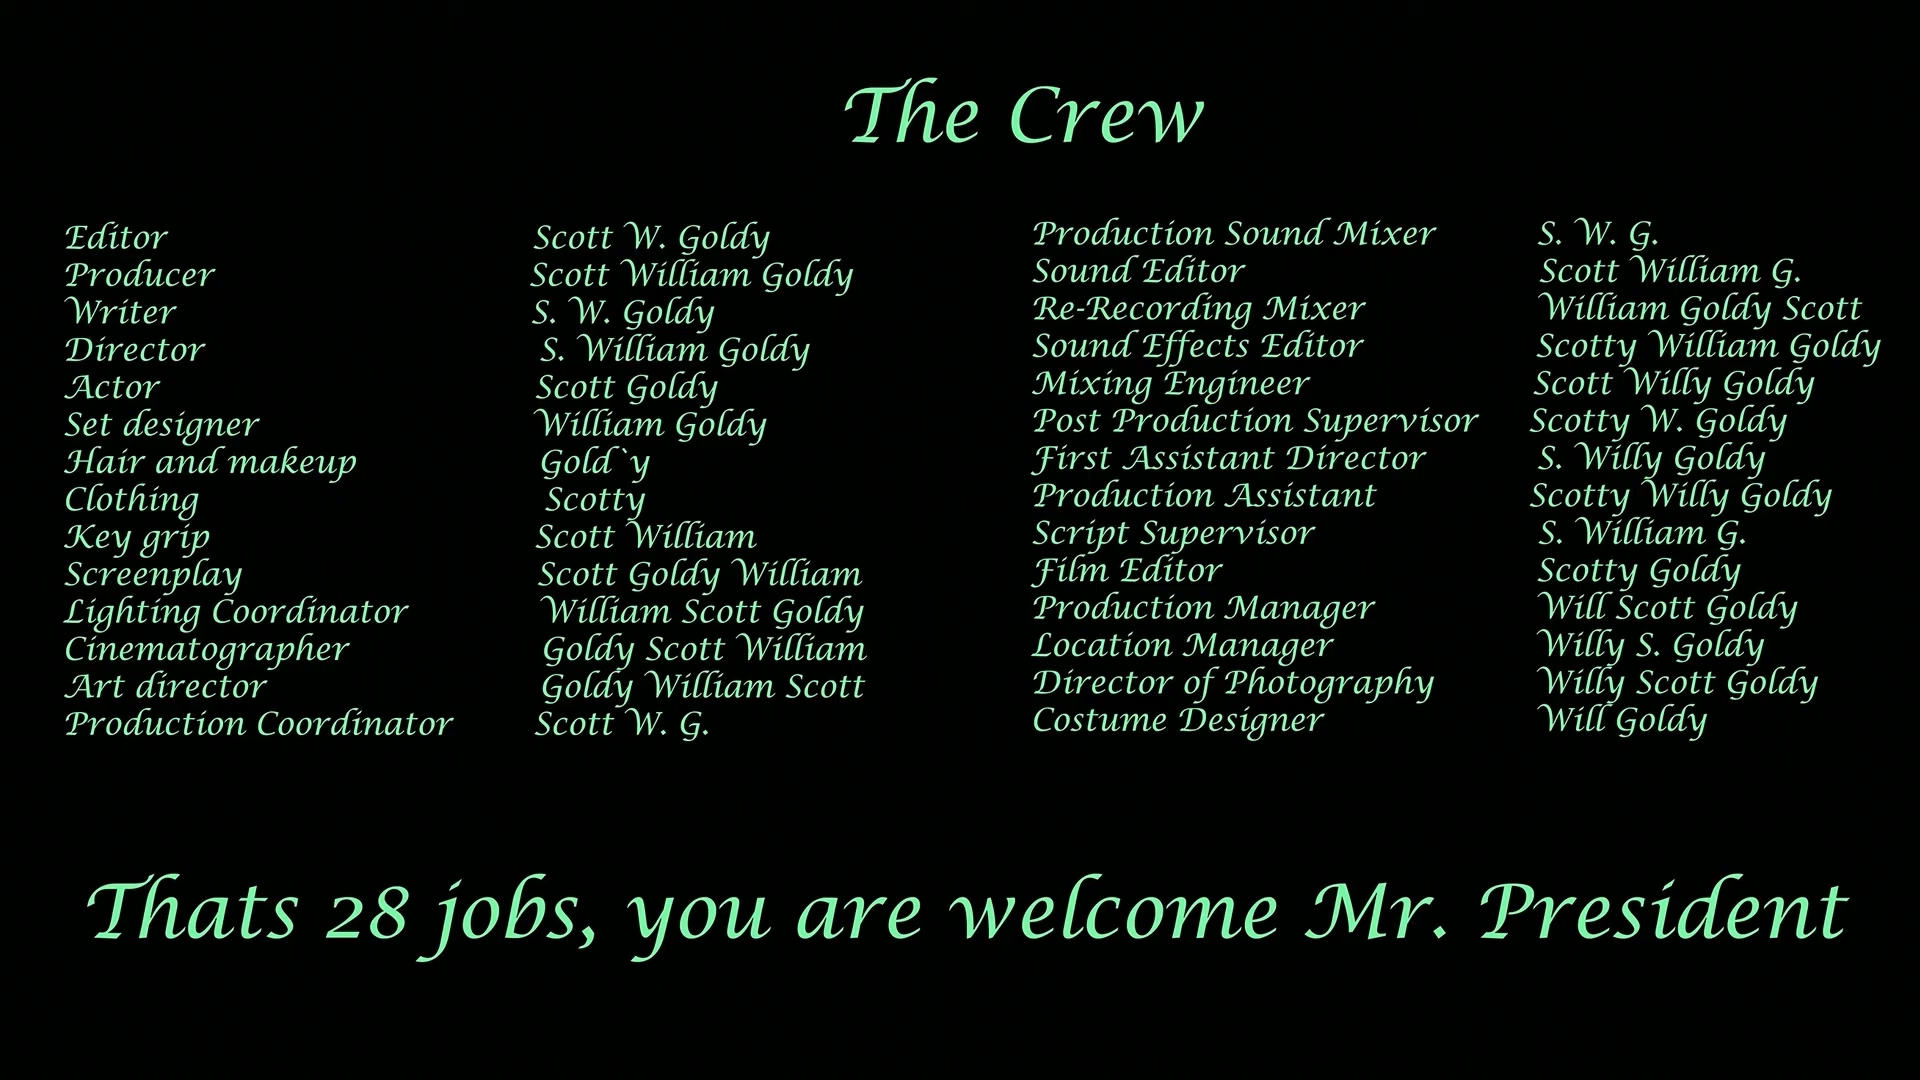 The Crew
Editor Scott W. Goldy
Producer Scott William Goldy
Writer S. W. Goldy
Director S. William Goldy
Actor Scott Goldy
Set designer William Goldy
Hair and makeup Gold`y
Clothing Scotty
Key grip Scott William
Screenplay Scott Goldy William
Lighting Coordinator William Scott Goldy
Cinematographer Goldy Scott William
Art director Goldy William Scott
Production Coordinator Scott W. G.
Production Sound Mixer S. W. G.
Sound Editor Scott William G.
Re-Recording Mixer William Goldy Scott
Sound Effects Editor Scotty William Goldy
Mixing Engineer Scott Willy Goldy
Post Production Supervisor Scotty W. Goldy
First Assistant Director S. Willy Goldy
Production Assistant Scotty Willy Goldy
Script Supervisor S. William G.
Film Editor Scotty Goldy
Production Manager Will Scott Goldy
Location Manager Willy S. Goldy
Director of Photography Willy Scott Goldy
Costume Designer Will Goldy
Thats 28 jobs, you are welcome Mr. President